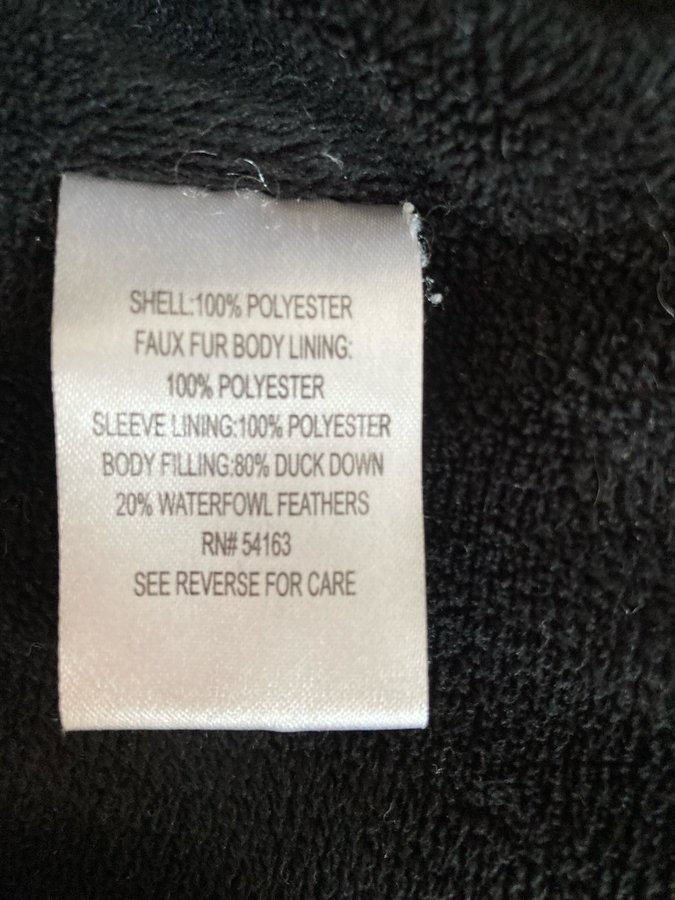 SHELL:100% POLYESTER
FAUX FUR BODY LINING:
100% POLYESTER
SLEEVE LINING:100% POLYESTER
BODY FILLING:80% DUCK DOWN
20% WATERFOWL FEATHERS
RN# 54163
SEE REVERSE FOR CARE